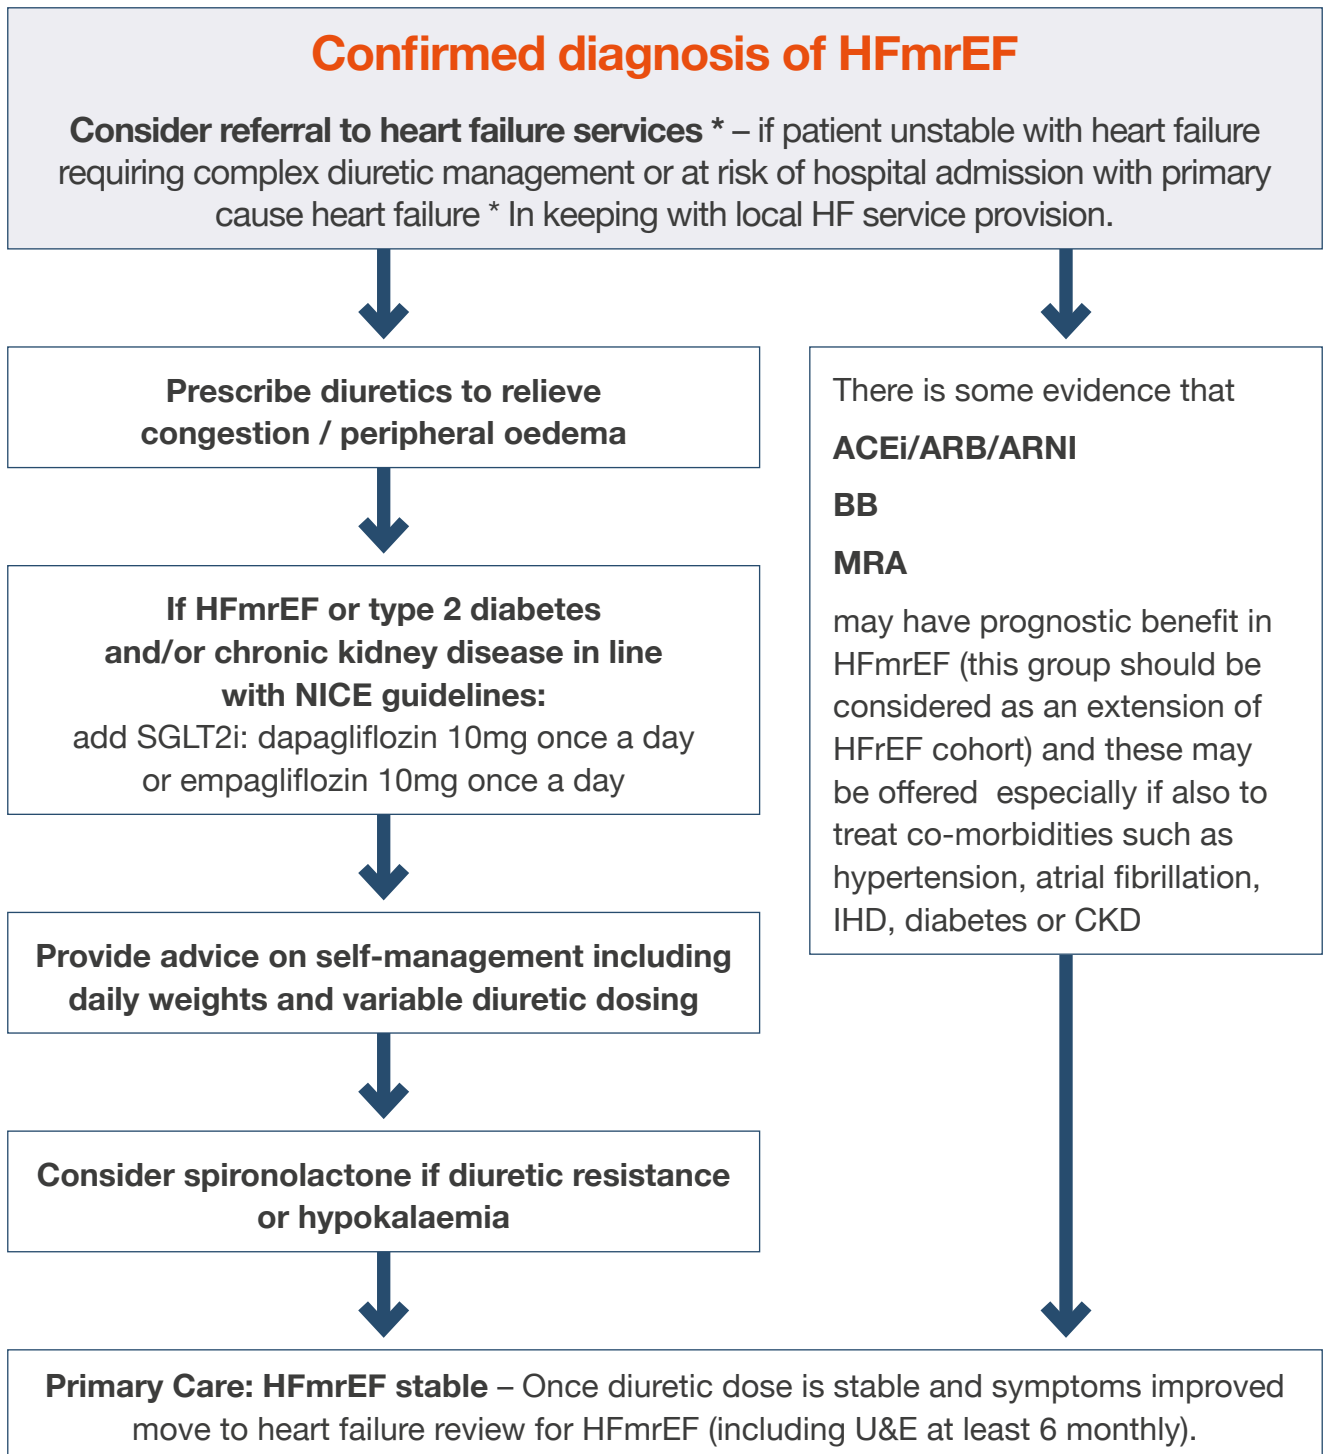 Confirmed diagnosis of HFmrEF
Consider referral to heart failure services * – if patient unstable with heart failure
requiring complex diuretic management or at risk of hospital admission with primary
cause heart failure * In keeping with local HF service provision.
Prescribe diuretics to relieve
congestion / peripheral oedema
If HFmrEF or type 2 diabetes
and/or chronic kidney disease in line
with NICE guidelines:
add SGLT2i: dapagliflozin 10mg once a day
or empagliflozin 10mg once a day
Provide advice on self-management including
daily weights and variable diuretic dosing
Consider spironolactone if diuretic resistance
or hypokalaemia
There is some evidence that
ACEi/ARB/ARNI
BB
MRA
may have prognostic benefit in
HFmrEF (this group should be
considered as an extension of
HFrEF cohort) and these may
be offered  especially if also to
treat co-morbidities such as
hypertension, atrial fibrillation,
IHD, diabetes or CKD
Primary Care: HFmrEF stable – Once diuretic dose is stable and symptoms improved
move to heart failure review for HFmrEF (including U&E at least 6 monthly).